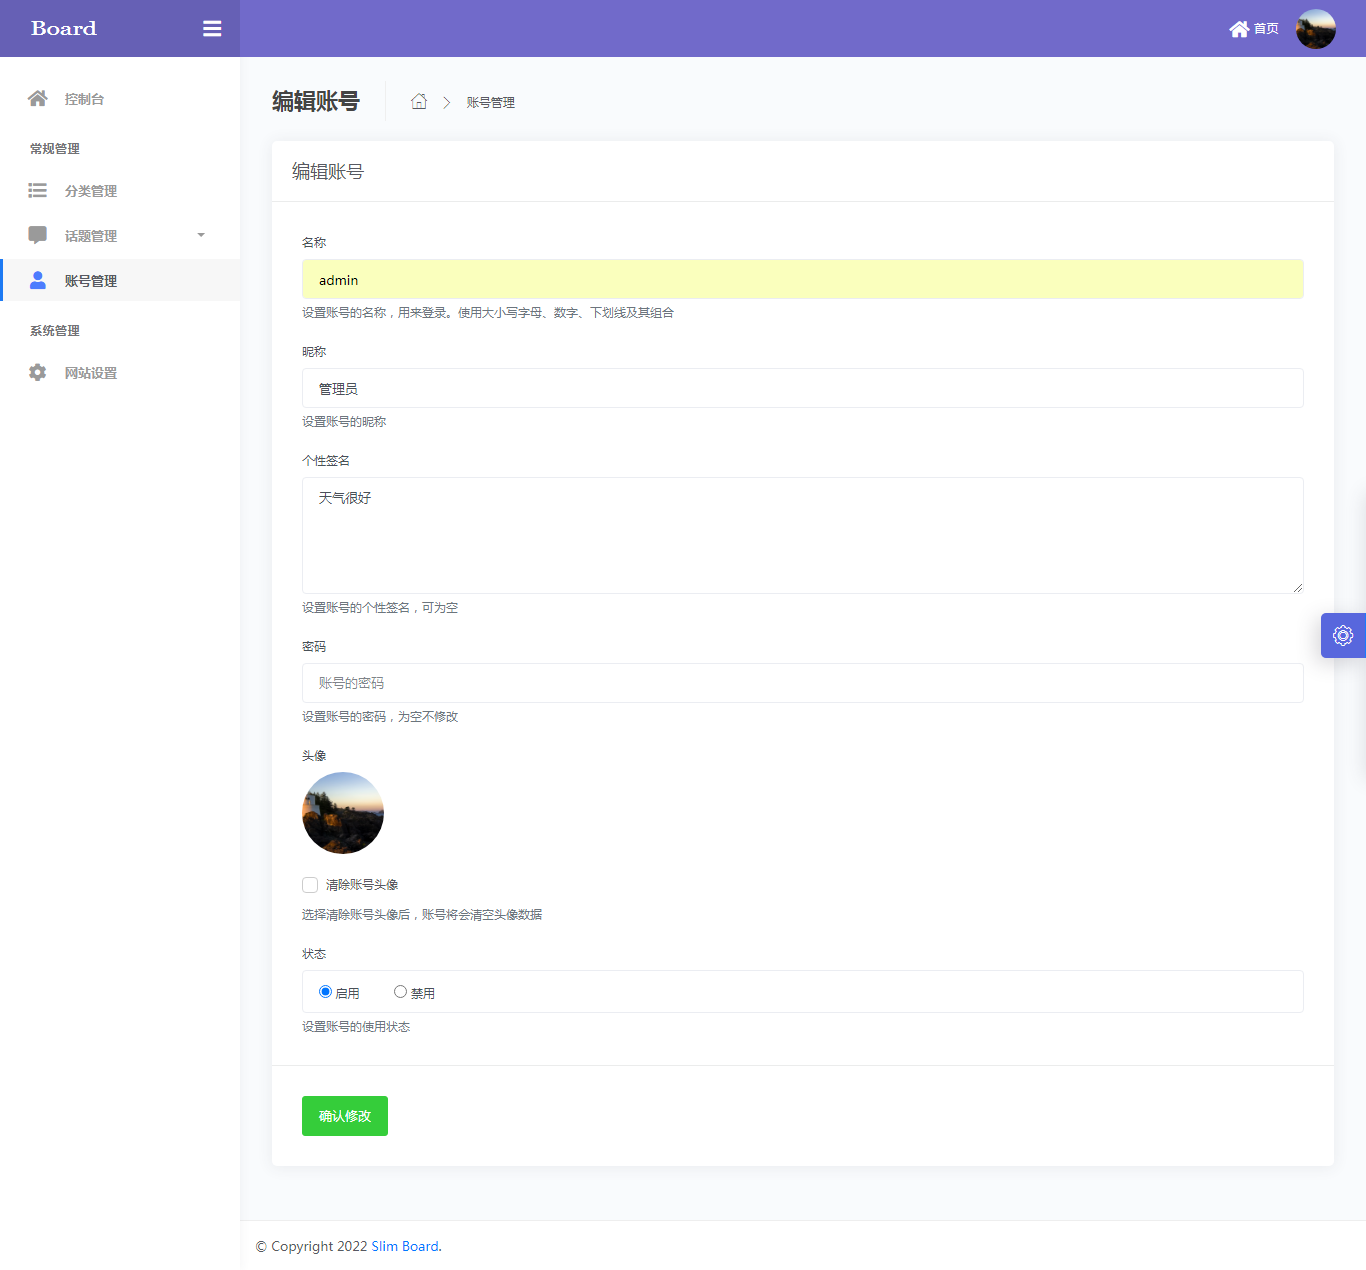 Board
首页
控制台
常规管理
分类管理
话题管理
账号管理
系统管理
网站设置
编辑账号
账号管理
编辑账号
名称
admin
设置账号的名称，用来登录。使用大小写字母、数字、下划线及其组合
昵称
管理员
设置账号的昵称
个性签名
天气很好
设置账号的个性签名，可为空
密码
账号的密码
设置账号的密码，为空不修改
头像
清除账号头像
选择清除账号头像后，账号将会清空头像数据
状态
启用 禁用
设置账号的使用状态
确认修改
© Copyright 2022 Slim Board.